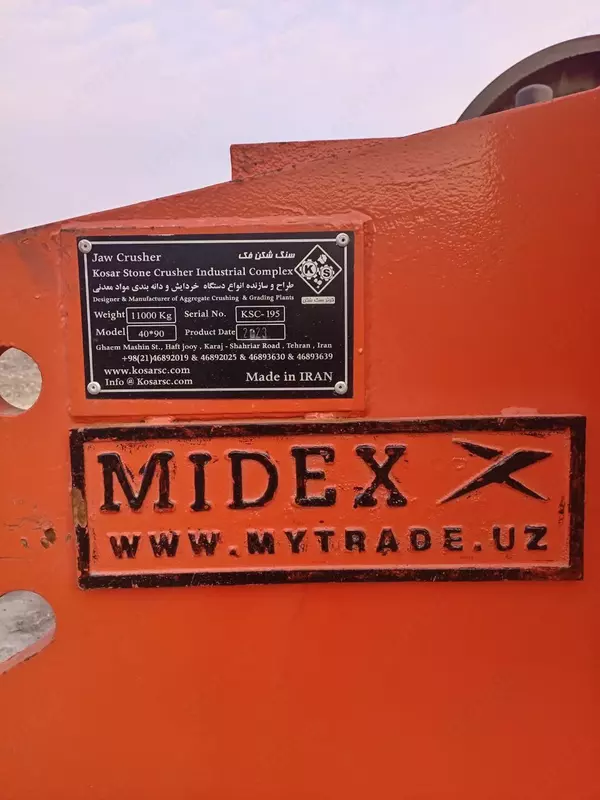 Jaw Crusher سنگ شکن فک
Kosar Stone Crusher Industrial Complex
طراح و سازنده انواع دستگاه خردایش و دانه بندی مواد معدنی
Designer & Manufacturer of Aggregate Crushing & Grading Plants
Weight 11000 Kg Serial No. KSC-195
Model 40*90 Product Date 2023
Ghaem Mashin St., Haft jooy , Karaj - Shahriar Road , Tehran , Iran
+98(21)46892019 & 46892025 & 46893630 & 46893639
www.kosarsc.com
Info @ Kosarsc.com Made in IRAN
MIDEX
WWW.MYTRADE.UZ